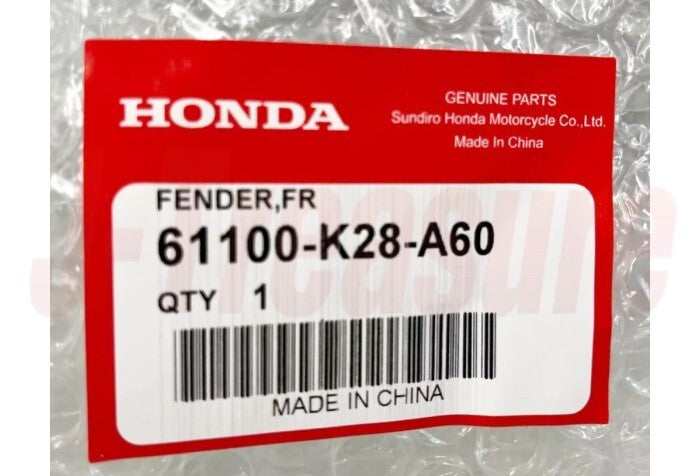 HONDA
GENUINE PARTS
Sundiro Honda Motorcycle Co.,Ltd.
Made In China
FENDER,FR
61100-K28-A60
QTY 1
MADE IN CHINA